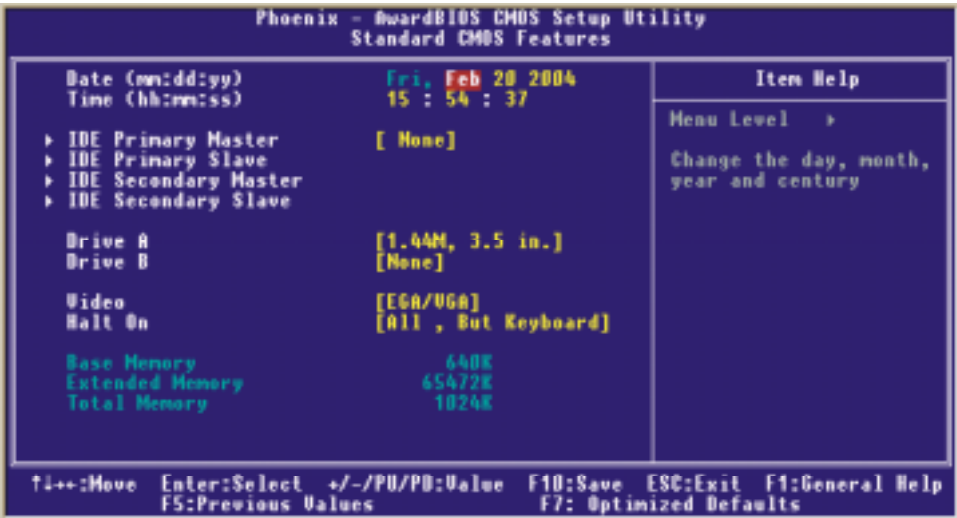 Phoenix - AwardBIOS CMOS Setup Utility
Standard CMOS Features
Date (mm:dd:yy) Fri, Feb 20 2004
Time (hh:mm:ss) 15 : 54 : 37
IDE Primary Master [ None]
IDE Primary Slave
IDE Secondary Master
IDE Secondary Slave
Drive A [1.44M, 3.5 in.]
Drive B [None]
Video [EGA/VGA]
Halt On [All , But Keyboard]
Base Memory 640K
Extended Memory 65472K
Total Memory 1024K
Item Help
Menu Level
Change the day, month,
year and century
↑↓→←:Move Enter:Select +/-/PU/PD:Value F10:Save ESC:Exit F1:General Help
F5:Previous Values F7: Optimized Defaults